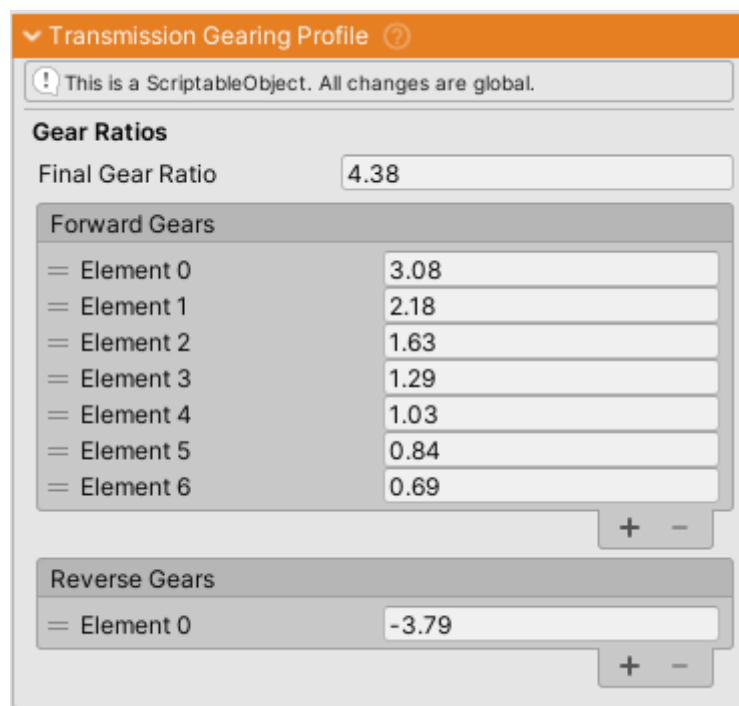 Transmission Gearing Profile ?
! This is a ScriptableObject. All changes are global.
Gear Ratios
Final Gear Ratio 4.38
Forward Gears
= Element 0 3.08
= Element 1 2.18
= Element 2 1.63
= Element 3 1.29
= Element 4 1.03
= Element 5 0.84
= Element 6 0.69
+ −
Reverse Gears
= Element 0 -3.79
+ −